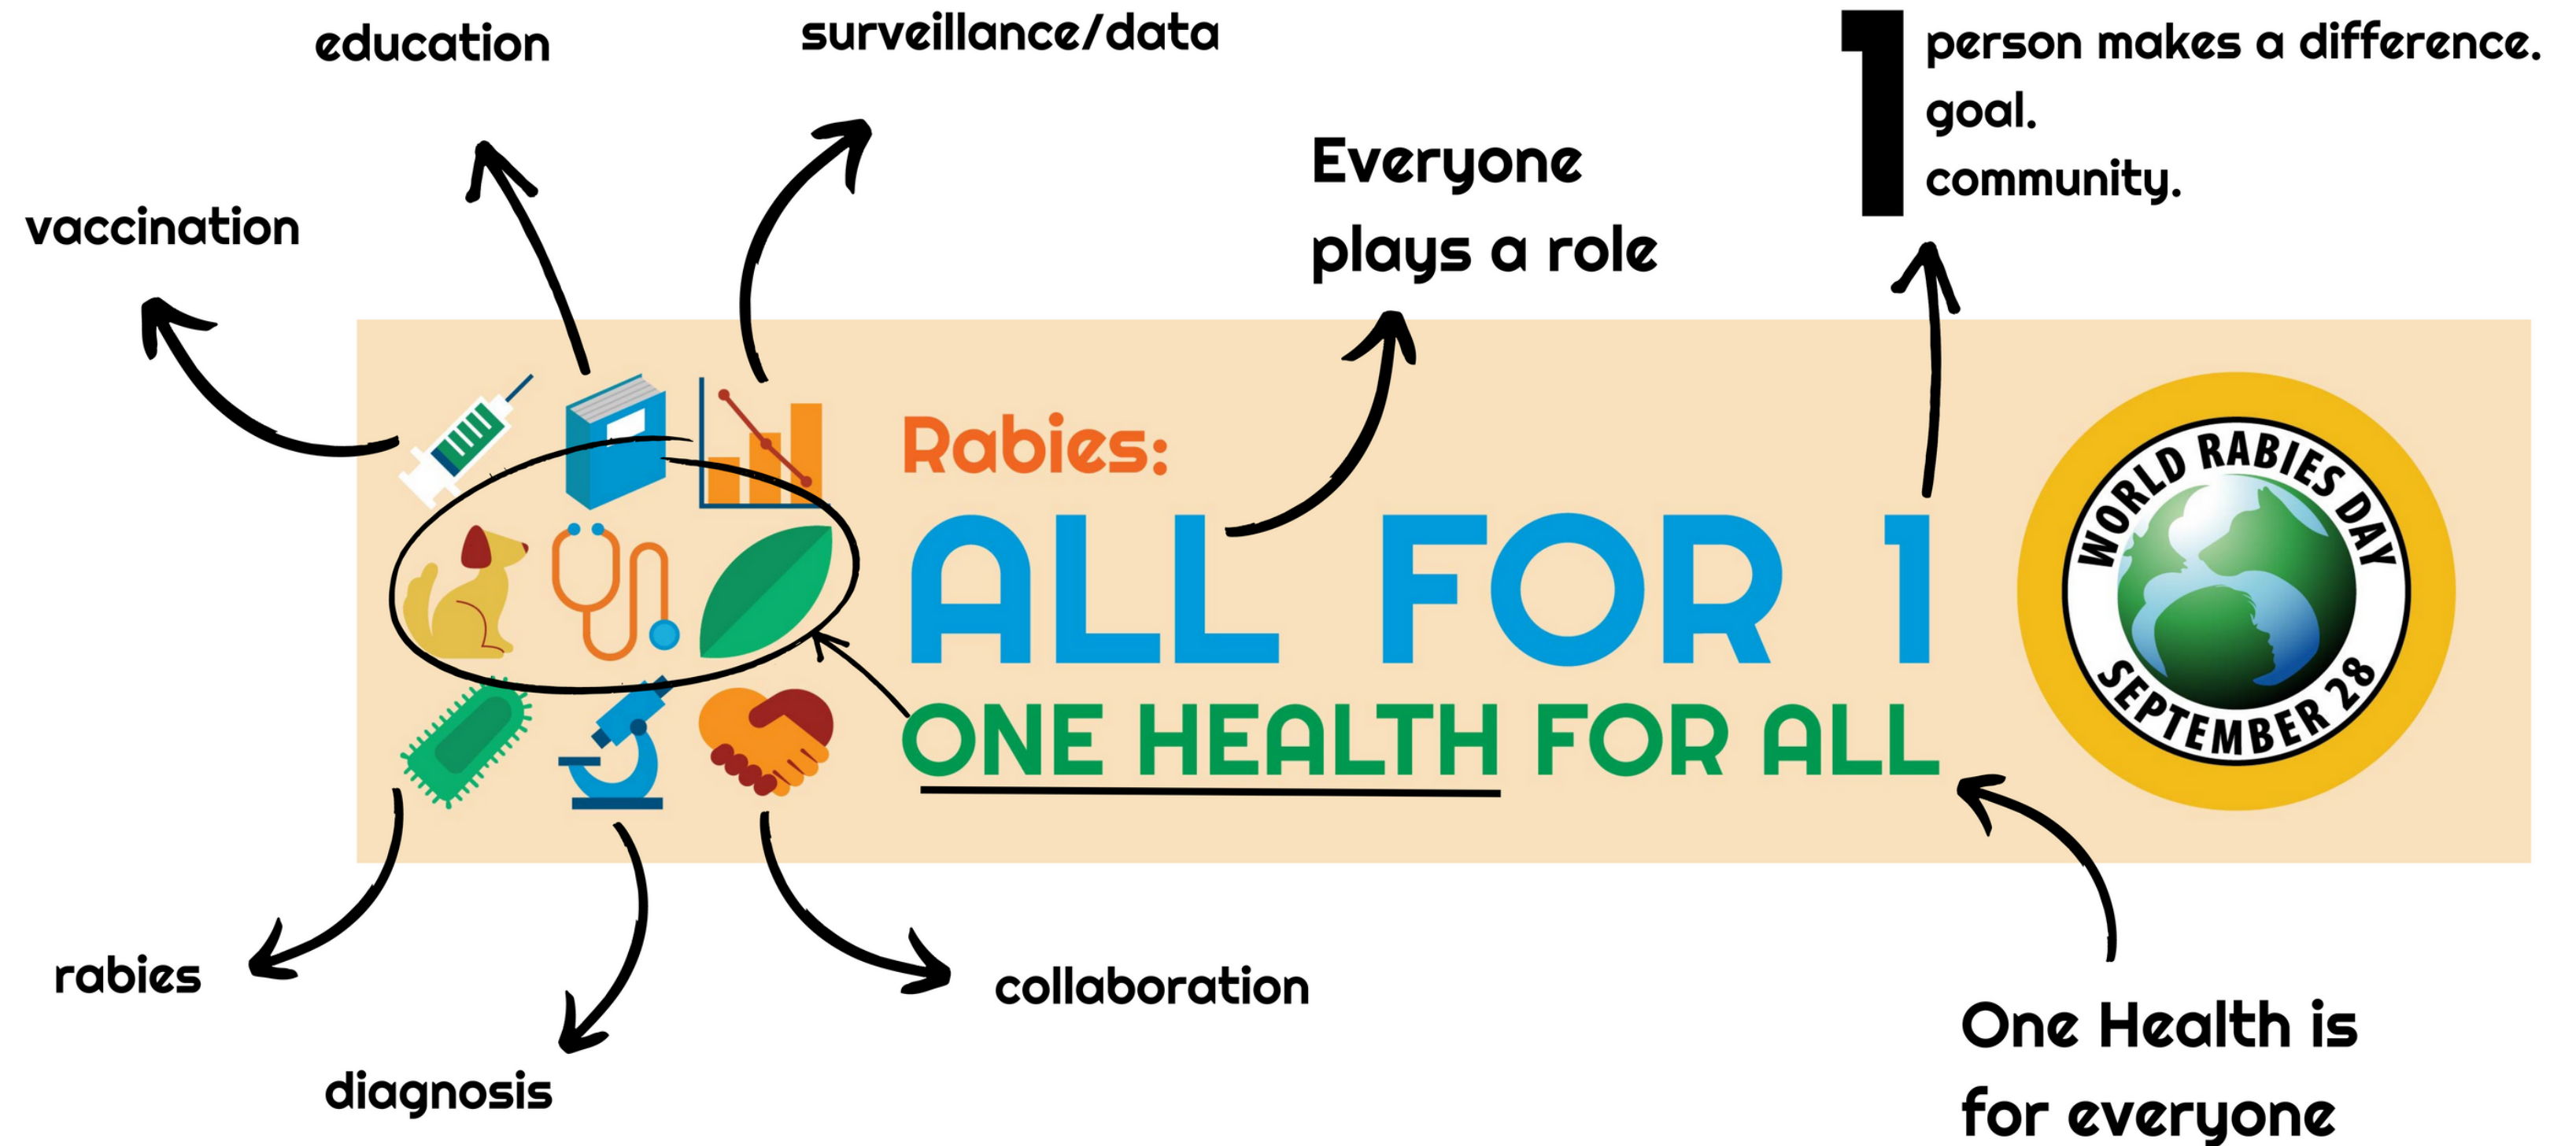 education
surveillance/data
vaccination
Everyone
plays a role
1
person makes a difference.
goal.
community.
Rabies:
ALL FOR 1
ONE HEALTH FOR ALL
WORLD RABIES DAY
SEPTEMBER 28
rabies
diagnosis
collaboration
One Health is
for everyone